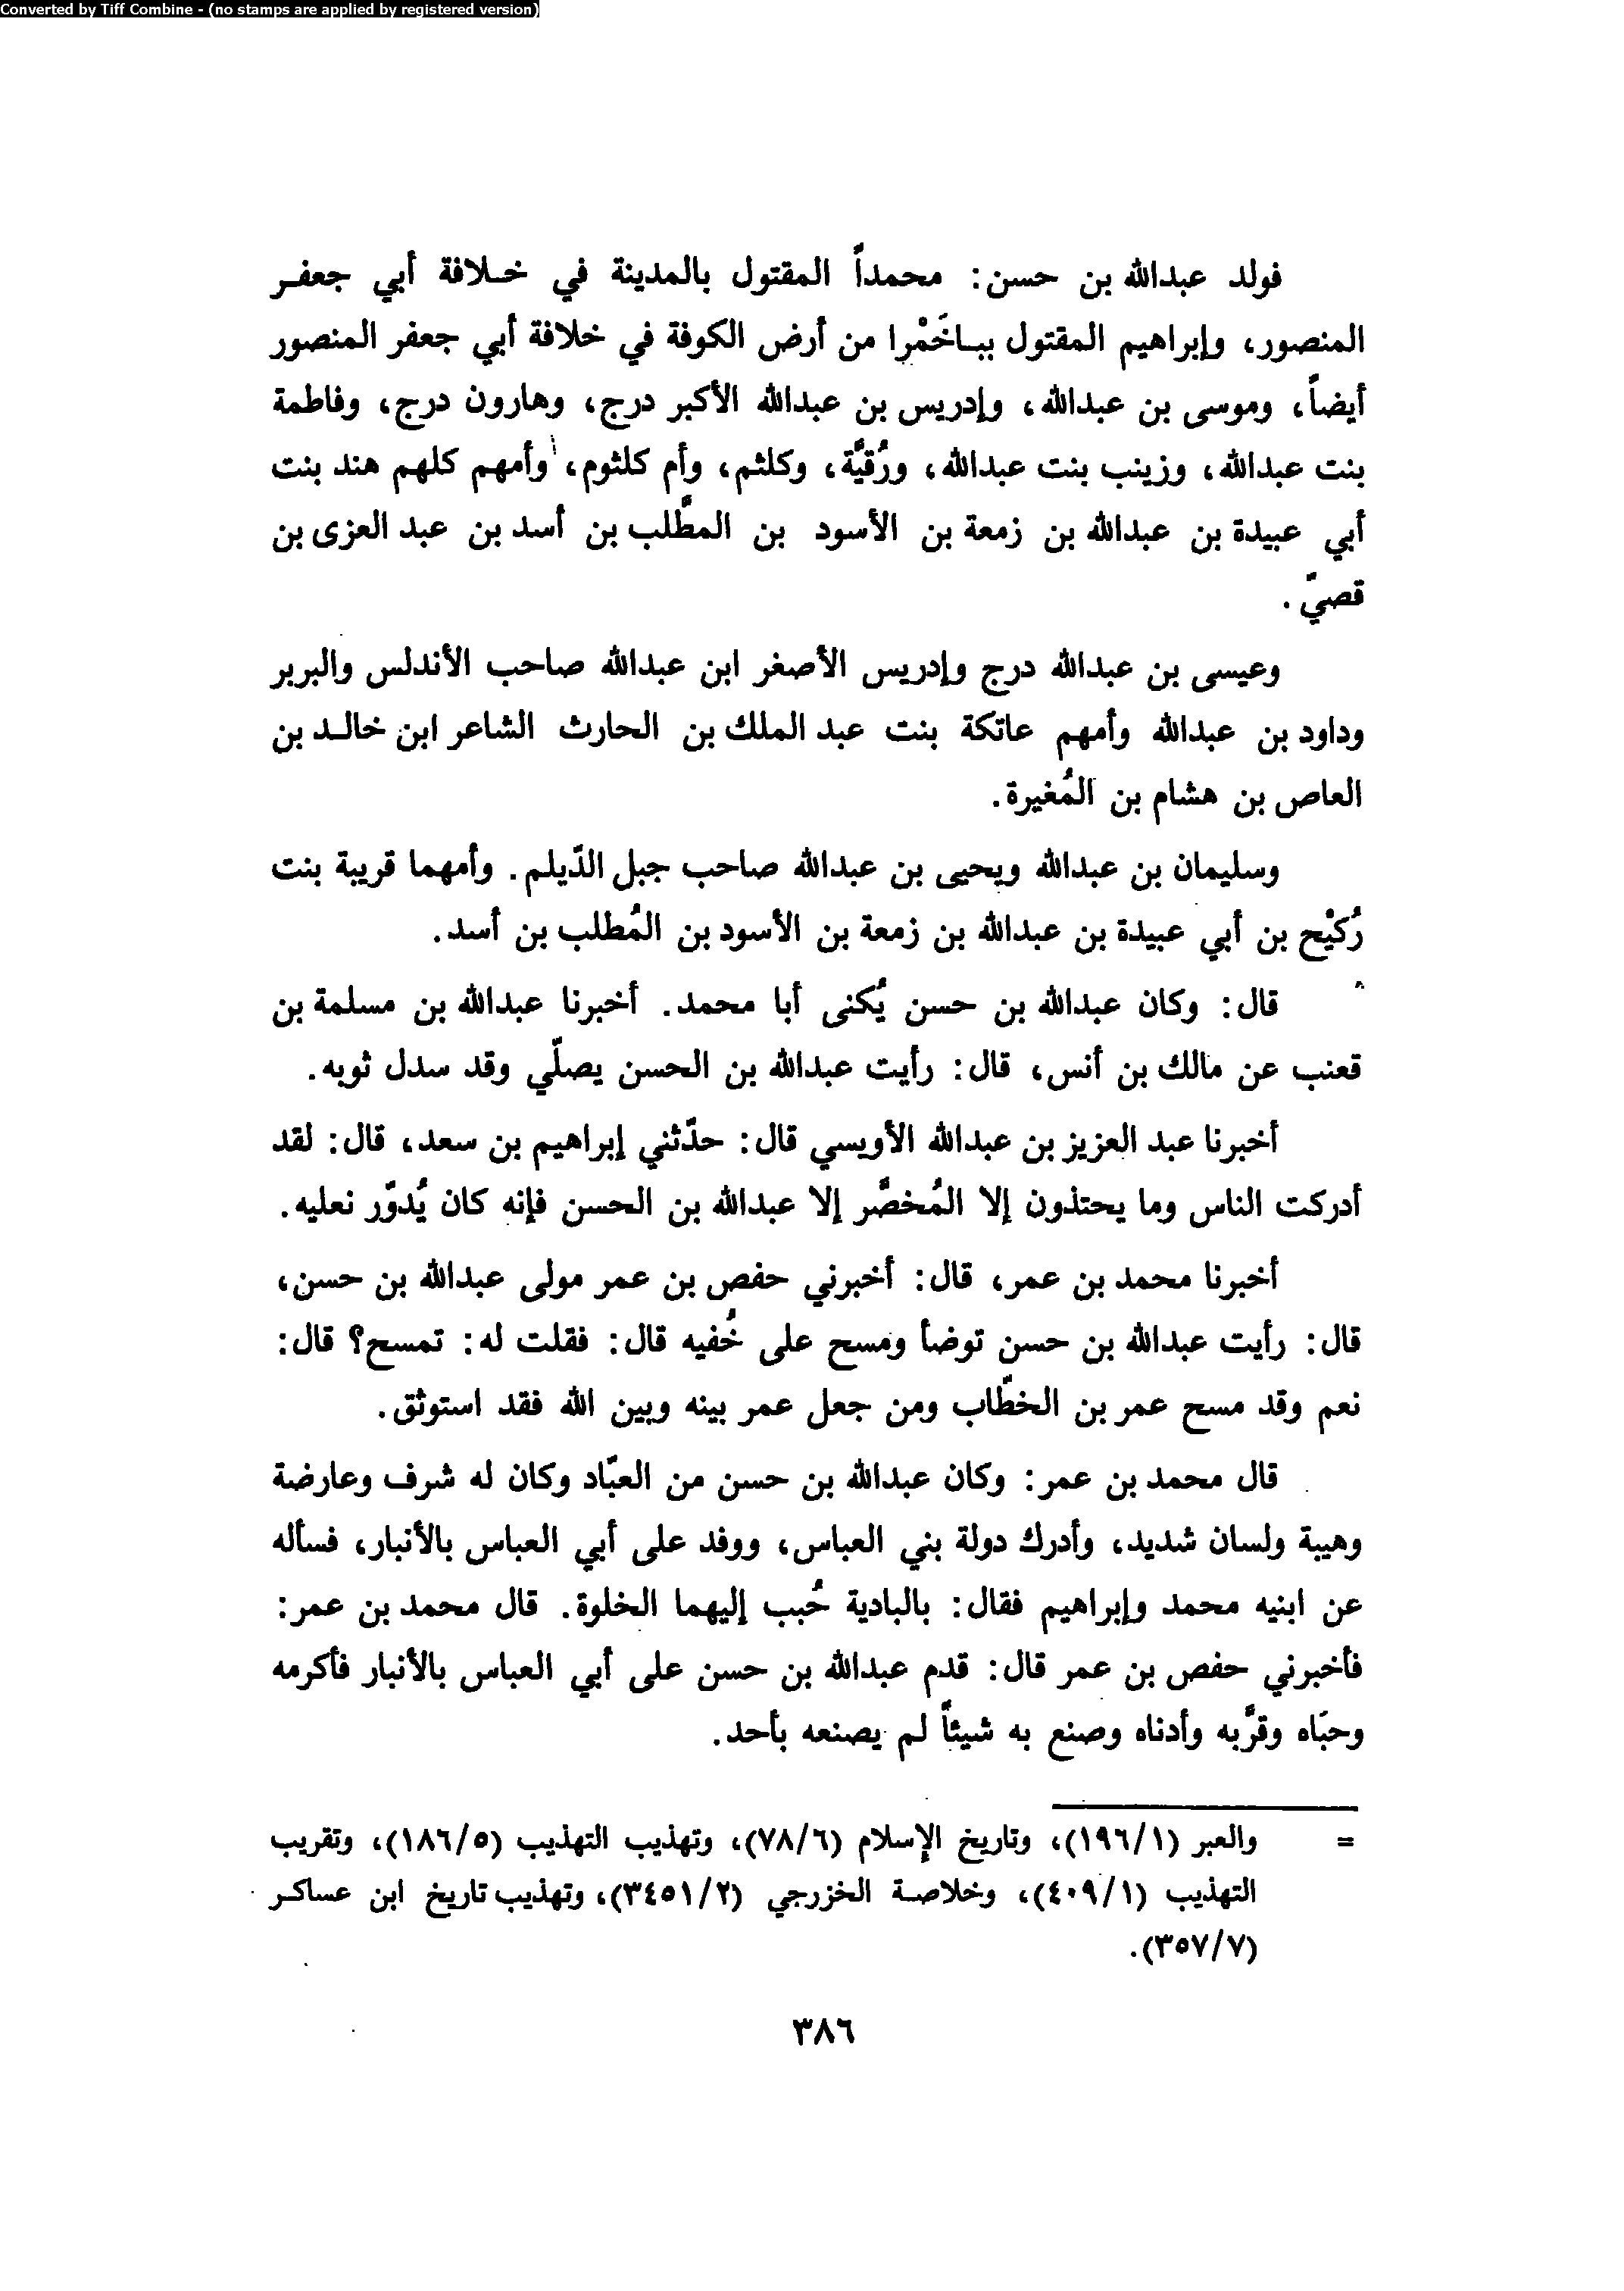 Converted by Tiff Combine - (no stamps are applied by registered version)
فولد عبدالله بن حسن: محمداً المقتول بالمدينة في خلافة أبي جعفر
المنصور، وإبراهيم المقتول بباخَمْرا من أرض الكوفة في خلافة أبي جعفر المنصور
أيضاً، وموسى بن عبدالله، وإدريس بن عبدالله الأكبر درج، وهارون درج، وفاطمة
بنت عبدالله، وزينب بنت عبدالله، ورُقيَّة، وكلثم، وأم كلثوم، وأمهم كلهم هند بنت
أبي عبيدة بن عبدالله بن زمعة بن الأسود بن المطَّلب بن أسد بن عبد العزى بن
قصيّ.
وعيسى بن عبدالله درج وإدريس الأصغر ابن عبدالله صاحب الأندلس والبربر
وداود بن عبدالله وأمهم عاتكة بنت عبد الملك بن الحارث الشاعر ابن خالد بن
العاص بن هشام بن المُغيرة.
وسليمان بن عبدالله ويحيى بن عبدالله صاحب جبل الدّيلم. وأمهما قريبة بنت
رُكَيْح بن أبي عبيدة بن عبدالله بن زمعة بن الأسود بن المُطلب بن أسد.
قال: وكان عبدالله بن حسن يُكنى أبا محمد. أخبرنا عبدالله بن مسلمة بن
قعنب عن مالك بن أنس، قال: رأيت عبدالله بن الحسن يصلّي وقد سدل ثوبه.
أخبرنا عبد العزيز بن عبدالله الأويسي قال: حدّثني إبراهيم بن سعد، قال: لقد
أدركت الناس وما يحتذون إلا المُخصَّر إلا عبدالله بن الحسن فإنه كان يُدوّر نعليه.
أخبرنا محمد بن عمر، قال: أخبرني حفص بن عمر مولى عبدالله بن حسن،
قال: رأيت عبدالله بن حسن توضأ ومسح على خُفيه قال: فقلت له: تمسح؟ قال:
نعم وقد مسح عمر بن الخطّاب ومن جعل عمر بينه وبين الله فقد استوثق.
قال محمد بن عمر: وكان عبدالله بن حسن من العبّاد وكان له شرف وعارضة
وهيبة ولسان شديد، وأدرك دولة بني العباس، ووفد على أبي العباس بالأنبار، فسأله
عن ابنيه محمد وإبراهيم فقال: بالبادية حُبب إليهما الخلوة. قال محمد بن عمر:
فأخبرني حفص بن عمر قال: قدم عبدالله بن حسن على أبي العباس بالأنبار فأكرمه
وحبَاه وقرَّبه وأدناه وصنع به شيئاً لم يصنعه بأحد.
= والعبر (١/١٩٦)، وتاريخ الإسلام (٦/٧٨)، وتهذيب التهذيب (٥/١٨٦)، وتقريب
التهذيب (١/٤٠٩)، وخلاصة الخزرجي (٢/٣٤٥١)، وتهذيب تاريخ ابن عساكر
(٧/٣٥٧).
٣٨٦